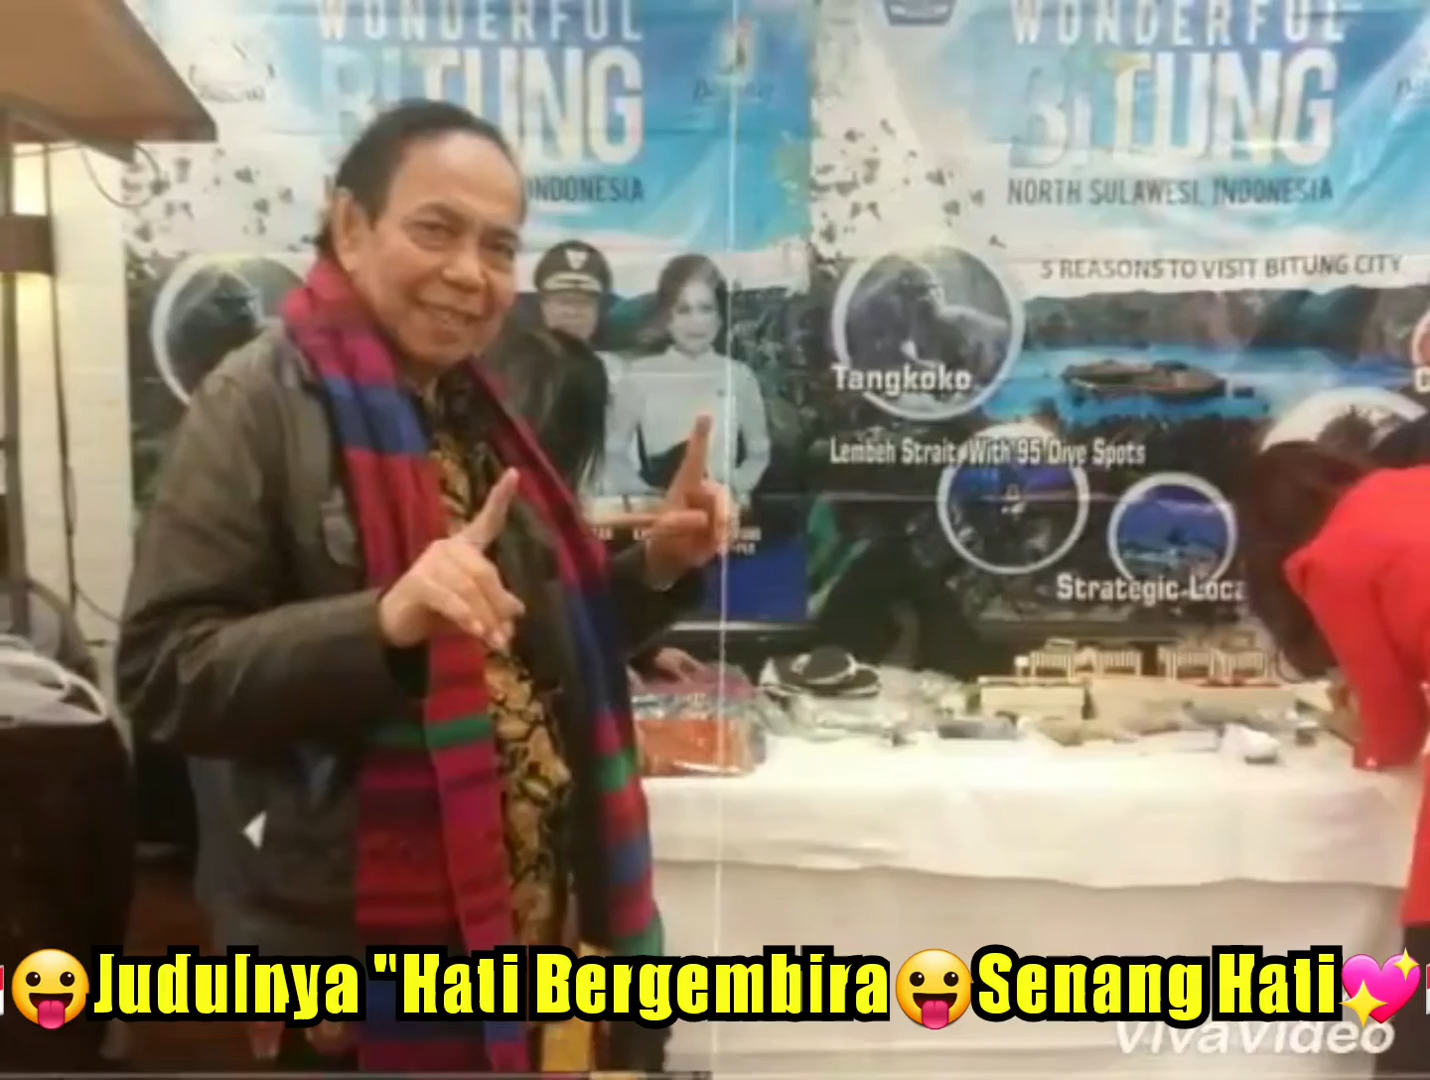 WONDERFUL
BITUNG
INDONESIA
WONDERFUL
BITUNG
NORTH SULAWESI, INDONESIA
5 REASONS TO VISIT BITUNG CITY
Tangkoko
Lembeh Strait With 95 Dive Spots
Strategic Loca
😛Judulnya "Hati Bergembira😛Senang Hati💖
VivaVideo